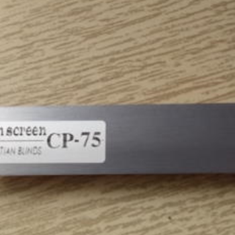 nscreen CP-75
TIAN BLINDS